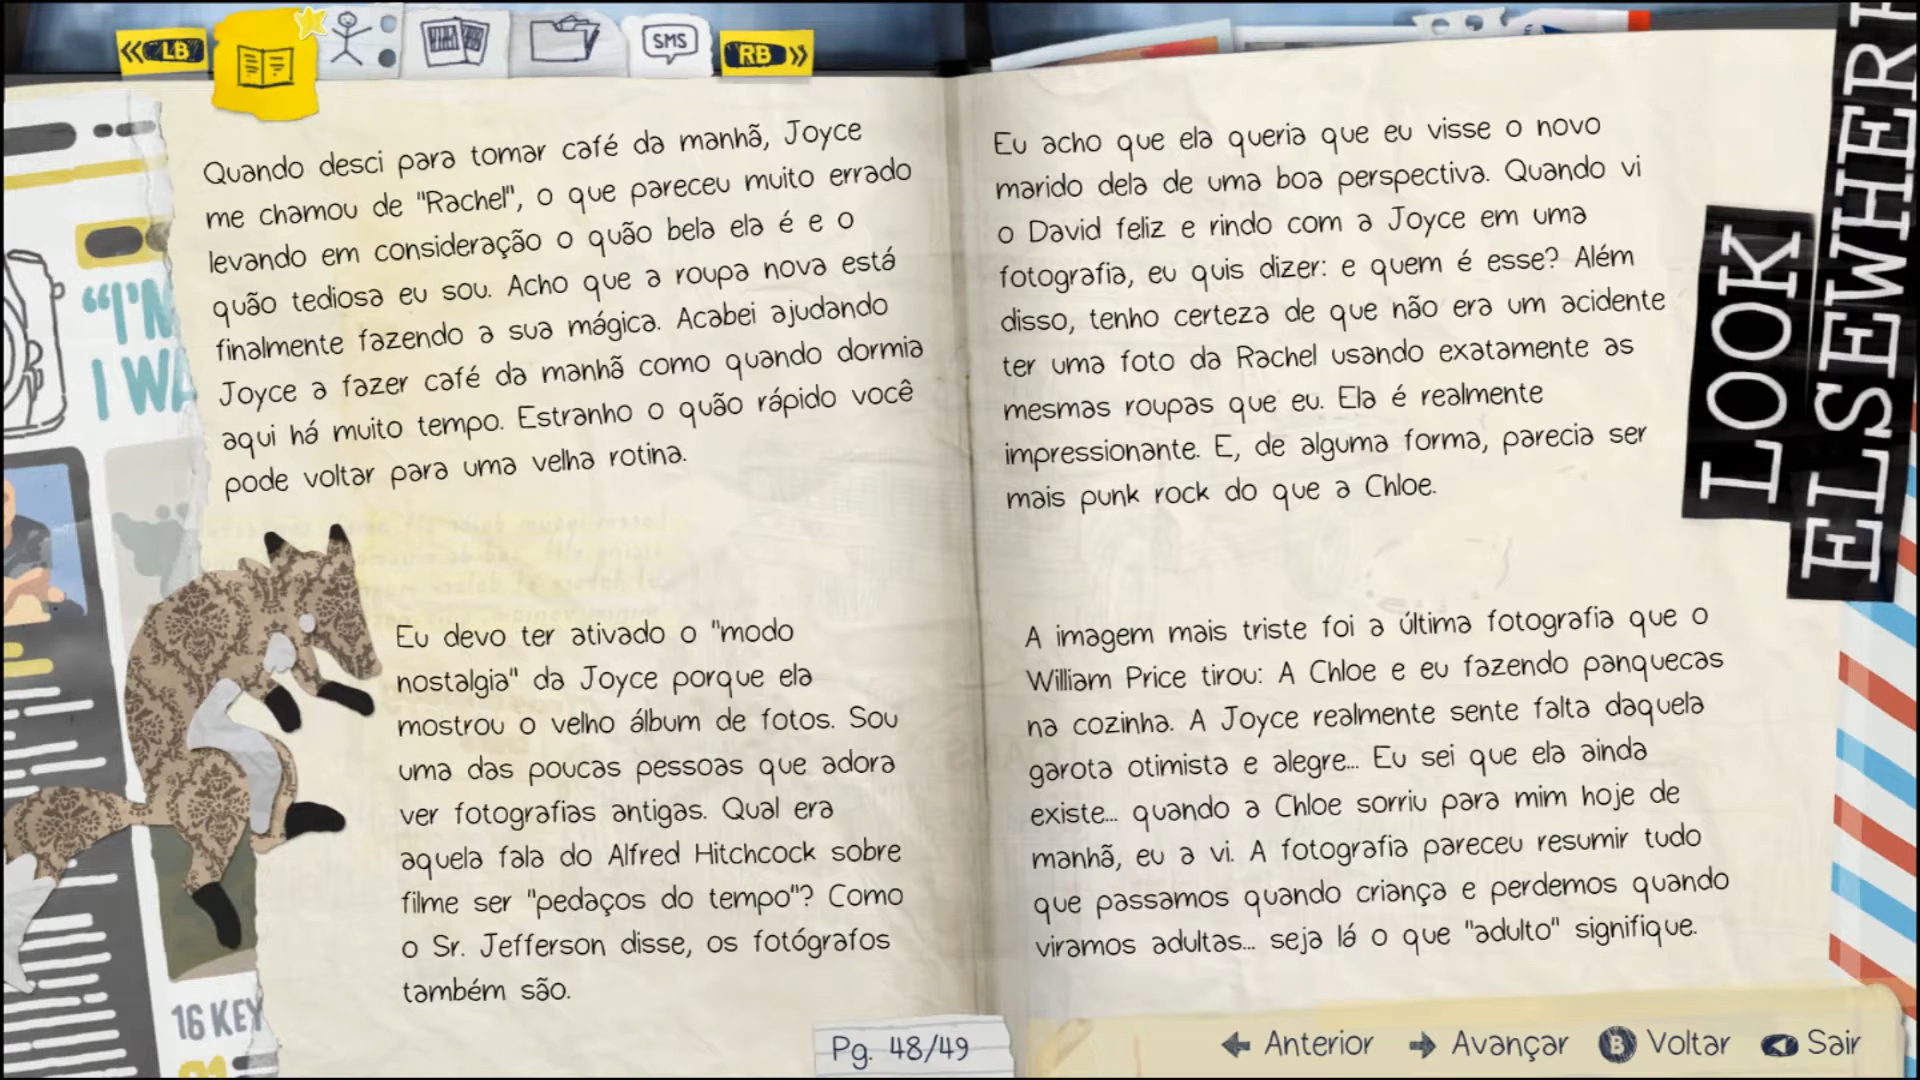 LB
SMS
RB
Quando desci para tomar café da manhã, Joyce
me chamou de "Rachel", o que pareceu muito errado
levando em consideração o quão bela ela é e o
quão tediosa eu sou. Acho que a roupa nova está
finalmente fazendo a sua mágica. Acabei ajudando
Joyce a fazer café da manhã como quando dormia
aqui há muito tempo. Estranho o quão rápido você
pode voltar para uma velha rotina.
Eu devo ter ativado o "modo
nostalgia" da Joyce porque ela
mostrou o velho álbum de fotos. Sou
uma das poucas pessoas que adora
ver fotografias antigas. Qual era
aquela fala do Alfred Hitchcock sobre
filme ser "pedaços do tempo"? Como
o Sr. Jefferson disse, os fotógrafos
também são.
Eu acho que ela queria que eu visse o novo
marido dela de uma boa perspectiva. Quando vi
o David feliz e rindo com a Joyce em uma
fotografia, eu quis dizer: e quem é esse? Além
disso, tenho certeza de que não era um acidente
ter uma foto da Rachel usando exatamente as
mesmas roupas que eu. Ela é realmente
impressionante. E, de alguma forma, parecia ser
mais punk rock do que a Chloe.
A imagem mais triste foi a última fotografia que o
William Price tirou: A Chloe e eu fazendo panquecas
na cozinha. A Joyce realmente sente falta daquela
garota otimista e alegre... Eu sei que ela ainda
existe... quando a Chloe sorriu para mim hoje de
manhã, eu a vi. A fotografia pareceu resumir tudo
que passamos quando criança e perdemos quando
viramos adultas... seja lá o que "adulto" signifique.
LOOK
ELSEWHERE
"I'M
I WA
16 KEY
Pg. 48/49
Anterior
Avançar
B Voltar
Sair